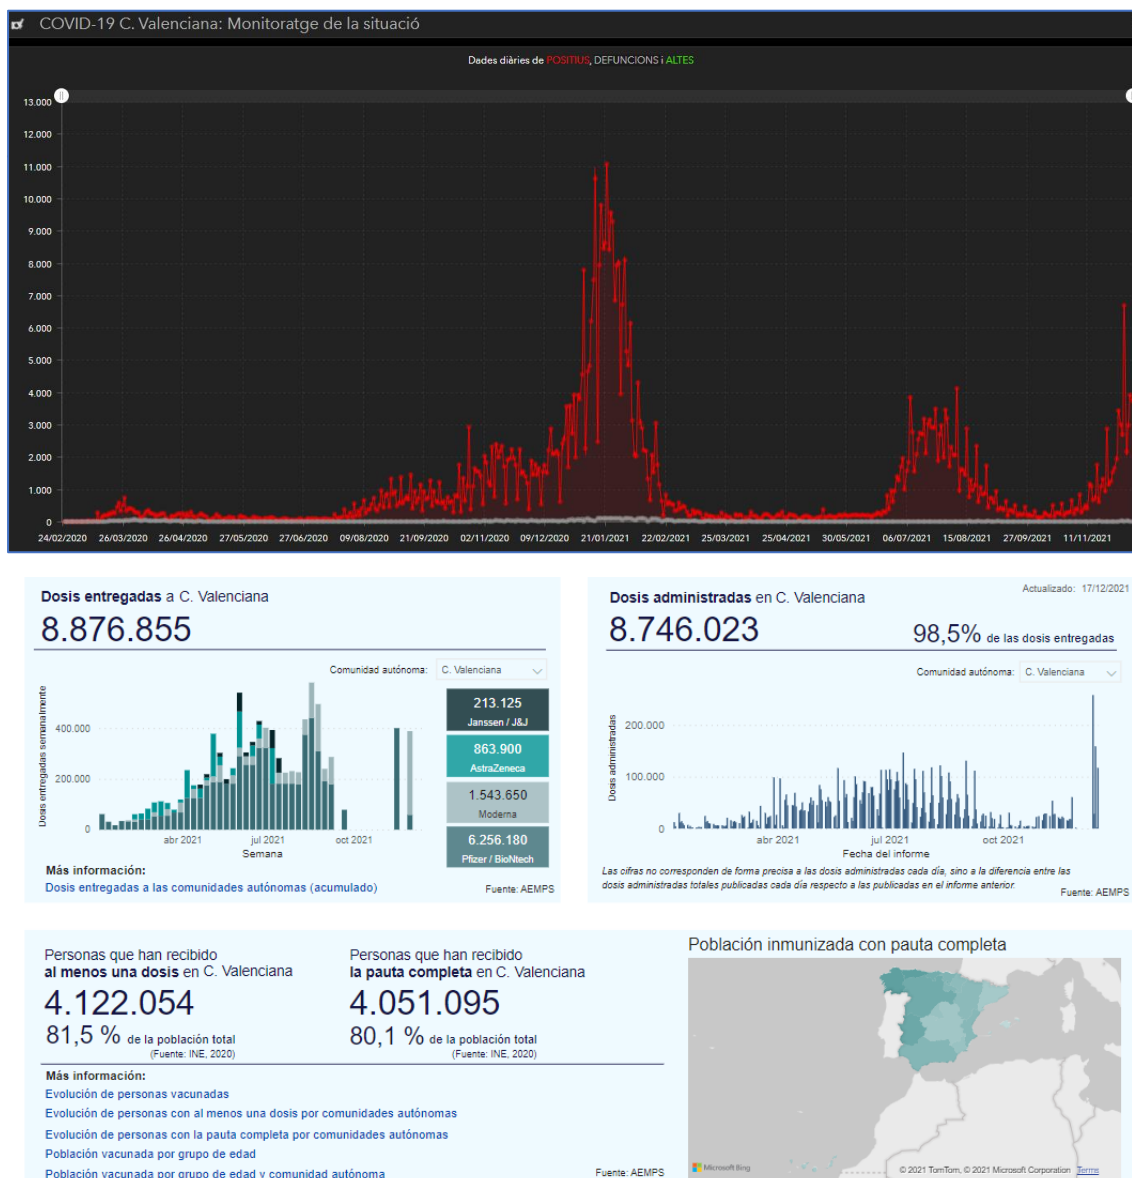 COVID-19 C. Valenciana: Monitoratge de la situació
Dades diàries de POSITIUS, DEFUNCIONS i ALTES
13.000
12.000
11.000
10.000
9.000
8.000
7.000
6.000
5.000
4.000
3.000
2.000
1.000
0
24/02/2020 26/03/2020 26/04/2020 27/05/2020 27/06/2020 09/08/2020 21/09/2020 02/11/2020 09/12/2020 21/01/2021 22/02/2021 25/03/2021 25/04/2021 30/05/2021 06/07/2021 15/08/2021 27/09/2021 11/11/2021
Dosis entregadas a C. Valenciana
8.876.855
Comunidad autónoma: C. Valenciana
Dosis entregadas semanalmente
400.000
200.000
0
abr 2021 jul 2021 oct 2021
Semana
213.125
Janssen / J&J
863.900
AstraZeneca
1.543.650
Moderna
6.256.180
Pfizer / BioNtech
Más información:
Dosis entregadas a las comunidades autónomas (acumulado)
Fuente: AEMPS
Actualizado: 17/12/2021
Dosis administradas en C. Valenciana
8.746.023
98,5% de las dosis entregadas
Comunidad autónoma: C. Valenciana
Dosis administradas
200.000
100.000
0
abr 2021 jul 2021 oct 2021
Fecha del informe
Las cifras no corresponden de forma precisa a las dosis administradas cada día, sino a la diferencia entre las
dosis administradas totales publicadas cada día respecto a las publicadas en el informe anterior.
Fuente: AEMPS
Personas que han recibido
al menos una dosis en C. Valenciana
4.122.054
81,5 % de la población total
(Fuente: INE, 2020)
Personas que han recibido
la pauta completa en C. Valenciana
4.051.095
80,1 % de la población total
(Fuente: INE, 2020)
Más información:
Evolución de personas vacunadas
Evolución de personas con al menos una dosis por comunidades autónomas
Evolución de personas con la pauta completa por comunidades autónomas
Población vacunada por grupo de edad
Población vacunada por grupo de edad y comunidad autónoma
Fuente: AEMPS
Población inmunizada con pauta completa
Microsoft Bing
© 2021 TomTom, © 2021 Microsoft Corporation Terms